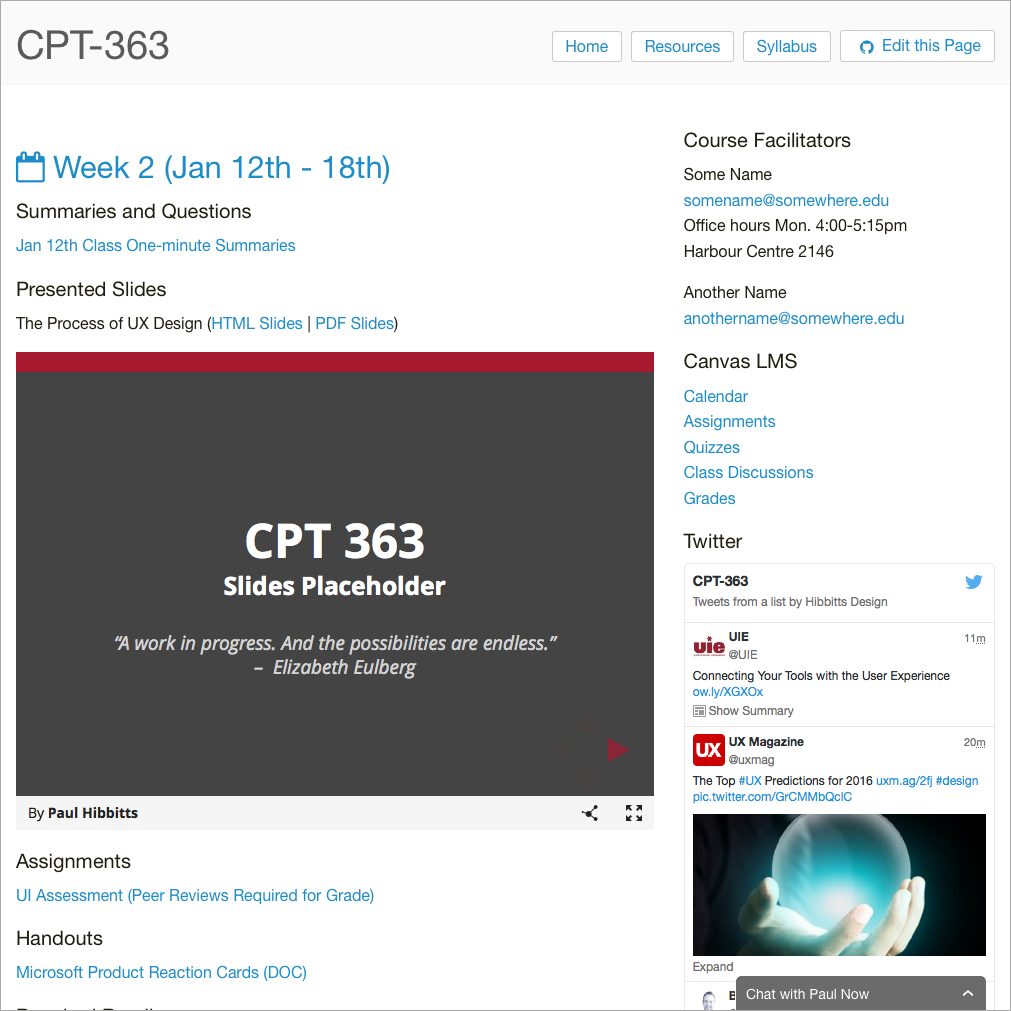 CPT-363
Home
Resources
Syllabus
Edit this Page
Week 2 (Jan 12th - 18th)
Summaries and Questions
Jan 12th Class One-minute Summaries
Presented Slides
The Process of UX Design (HTML Slides | PDF Slides)
CPT 363
Slides Placeholder
“A work in progress. And the possibilities are endless.”
– Elizabeth Eulberg
By Paul Hibbitts
Assignments
UI Assessment (Peer Reviews Required for Grade)
Handouts
Microsoft Product Reaction Cards (DOC)
Course Facilitators
Some Name
somename@somewhere.edu
Office hours Mon. 4:00-5:15pm
Harbour Centre 2146
Another Name
anothername@somewhere.edu
Canvas LMS
Calendar
Assignments
Quizzes
Class Discussions
Grades
Twitter
CPT-363
Tweets from a list by Hibbitts Design
uie
UIE
11m
@UIE
Connecting Your Tools with the User Experience
ow.ly/XGXOx
Show Summary
UX
UX Magazine
20m
@uxmag
The Top #UX Predictions for 2016 uxm.ag/2fj #design
pic.twitter.com/GrCMMbQclC
Expand
Chat with Paul Now